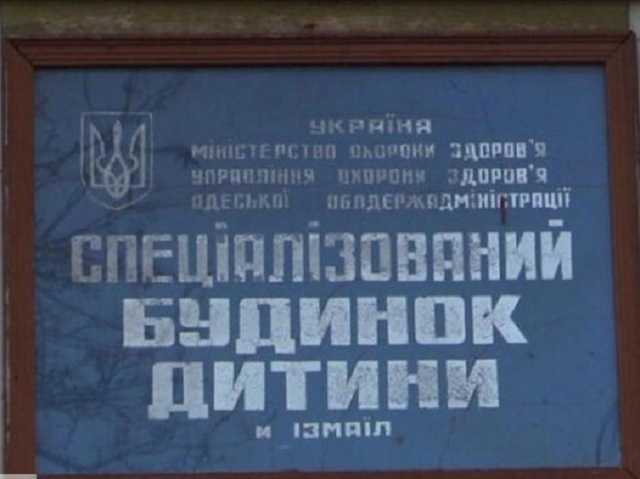 УКРАЇНА
МІНІСТЕРСТВО ОХОРОНИ ЗДОРОВ'Я
УПРАВЛІННЯ ОХОРОНИ ЗДОРОВ'Я
ОДЕСЬКОЇ ОБЛДЕРЖАДМІНІСТРАЦІЇ
СПЕЦІАЛІЗОВАНИЙ
БУДИНОК
ДИТИНИ
м ІЗМАЇЛ